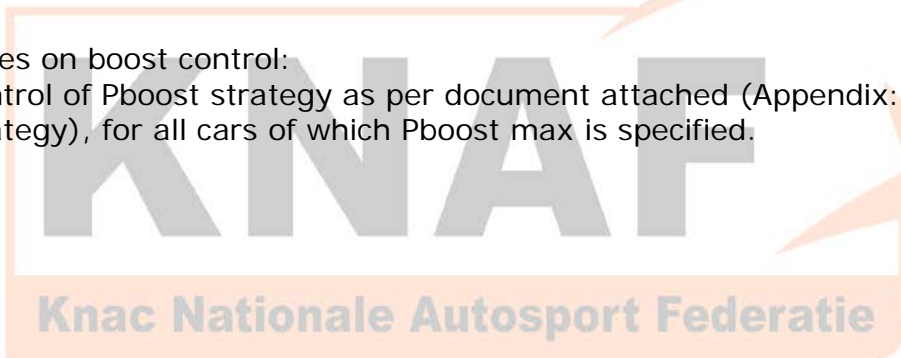 es on boost control:
ntrol of Pboost strategy as per document attached (Appendix:
ategy), for all cars of which Pboost max is specified.
KNAF
Knac Nationale Autosport Federatie